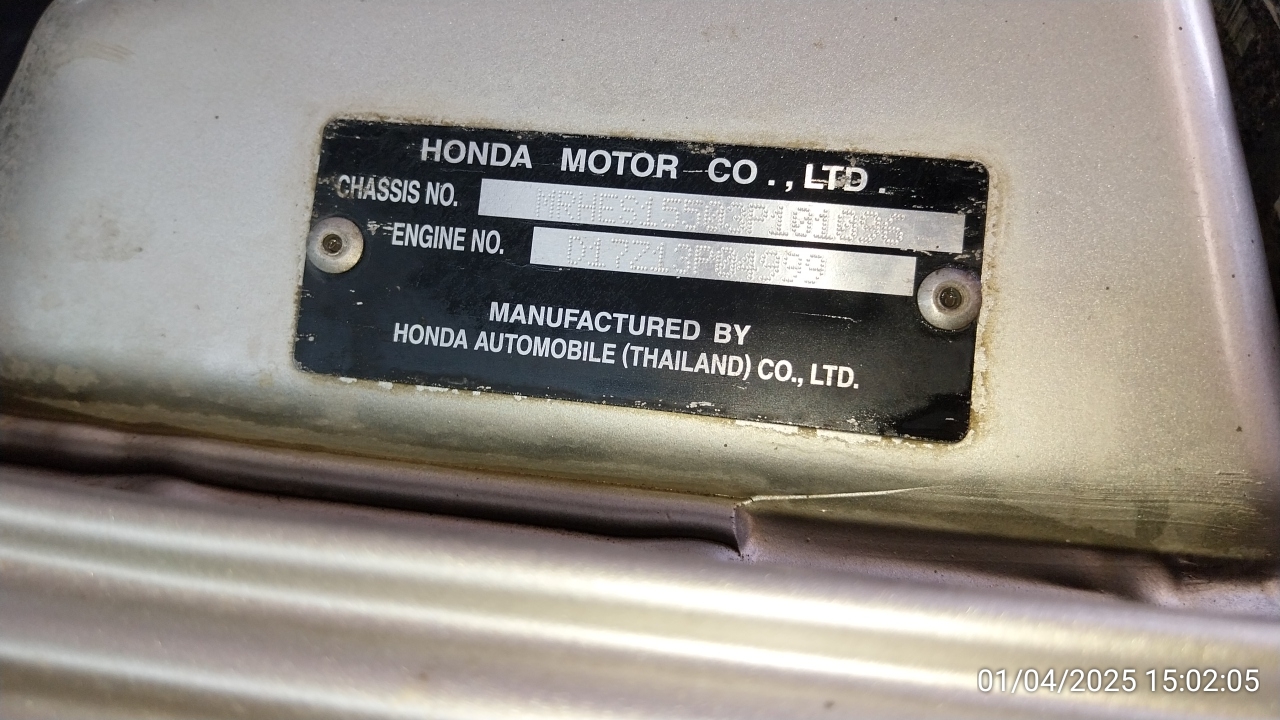 HONDA MOTOR CO., LTD.
CHASSIS NO.
ENGINE NO.
MANUFACTURED BY
HONDA AUTOMOBILE (THAILAND) CO., LTD.
01/04/2025 15:02:05